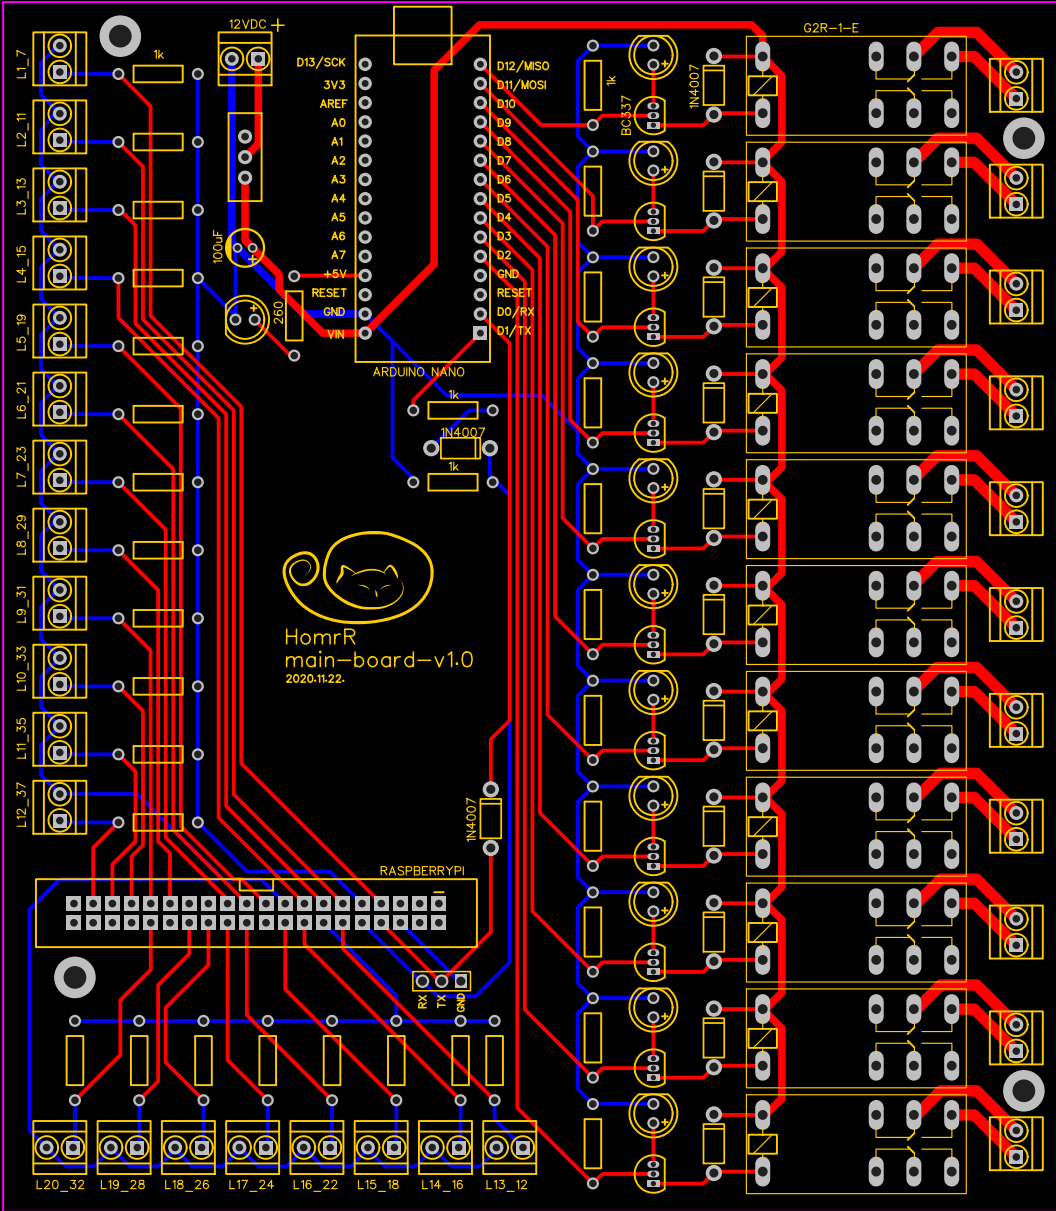 12VDC +
G2R-1-E
L1_7
1k
D13/SCK
3V3
AREF
A0
A1
A2
A3
A4
A5
A6
A7
+5V
RESET
GND
VIN
D12/MISO
D11/MOSI
D10
D9
D8
D7
D6
D5
D4
D3
D2
GND
RESET
D0/RX
D1/TX
ARDUINO NANO
1k
BC337
1N4007
L2_11
L3_13
L4_15
100uF
+
260
+
L5_19
L6_21
1k
1N4007
1k
L7_23
L8_29
L9_31
L10_33
L11_35
L12_37
HomrR
main-board-v1.0
2020.11.22.
1N4007
RASPBERRYPI
RX
TX
GND
L20_32
L19_28
L18_26
L17_24
L16_22
L15_18
L14_16
L13_12